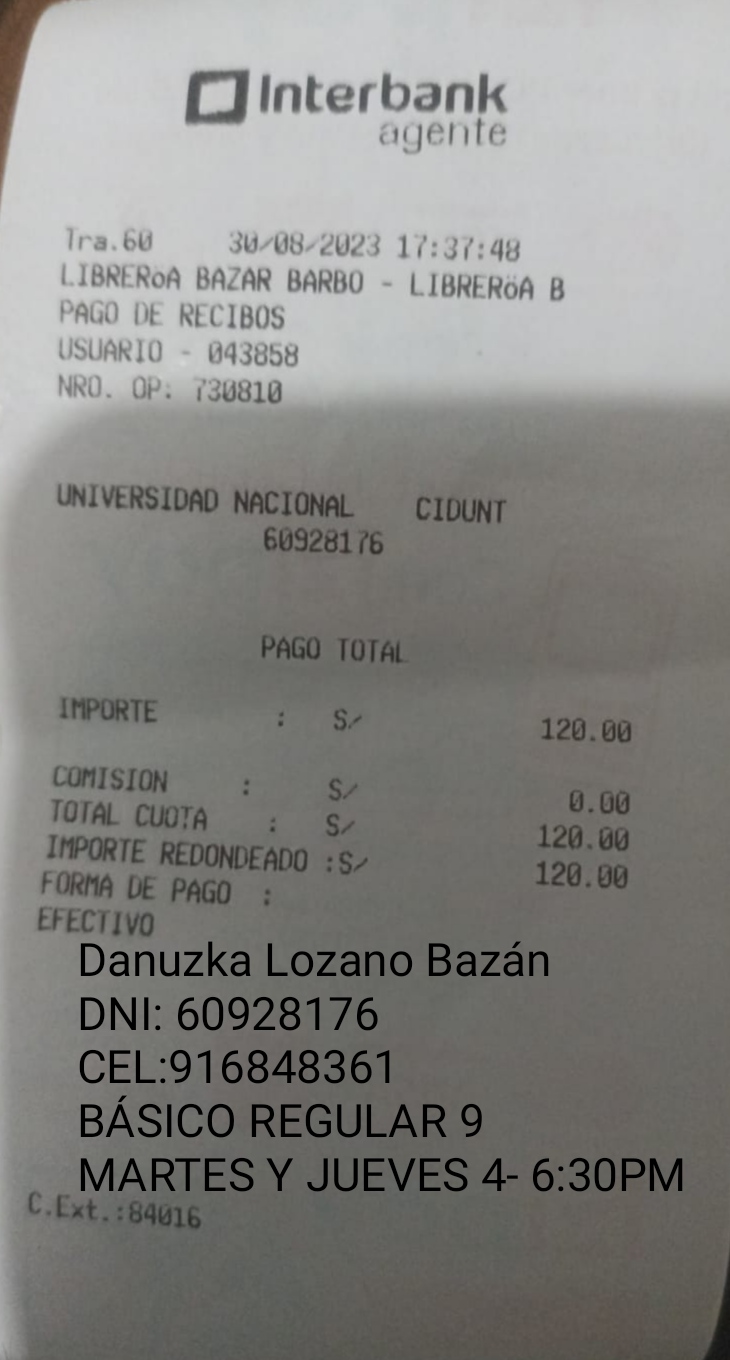 Interbank
agente
Tra.60 30/08/2023 17:37:48
LIBREROA BAZAR BARBO - LIBRERöA B
PAGO DE RECIBOS
USUARIO - 043858
NRO. OP: 730810
UNIVERSIDAD NACIONAL CIDUNT
60928176
PAGO TOTAL
IMPORTE : S/ 120.00
COMISION : S/ 0.00
TOTAL CUOTA : S/ 120.00
IMPORTE REDONDEADO :S/ 120.00
FORMA DE PAGO :
EFECTIVO
Danuzka Lozano Bazán
DNI: 60928176
CEL:916848361
BÁSICO REGULAR 9
MARTES Y JUEVES 4- 6:30PM
C.Ext.:84016